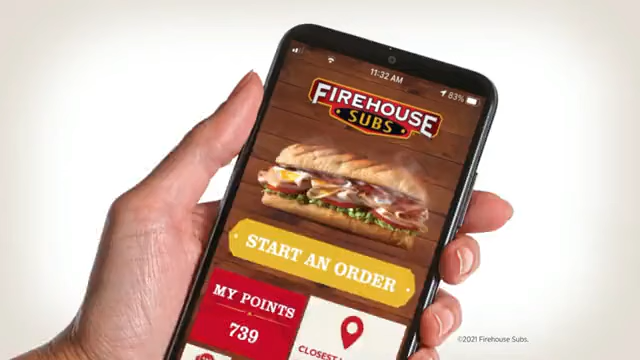 11:32 AM
83%
FIREHOUSE
SUBS
START AN ORDER
MY POINTS
739
CLOSEST
©2021 Firehouse Subs.